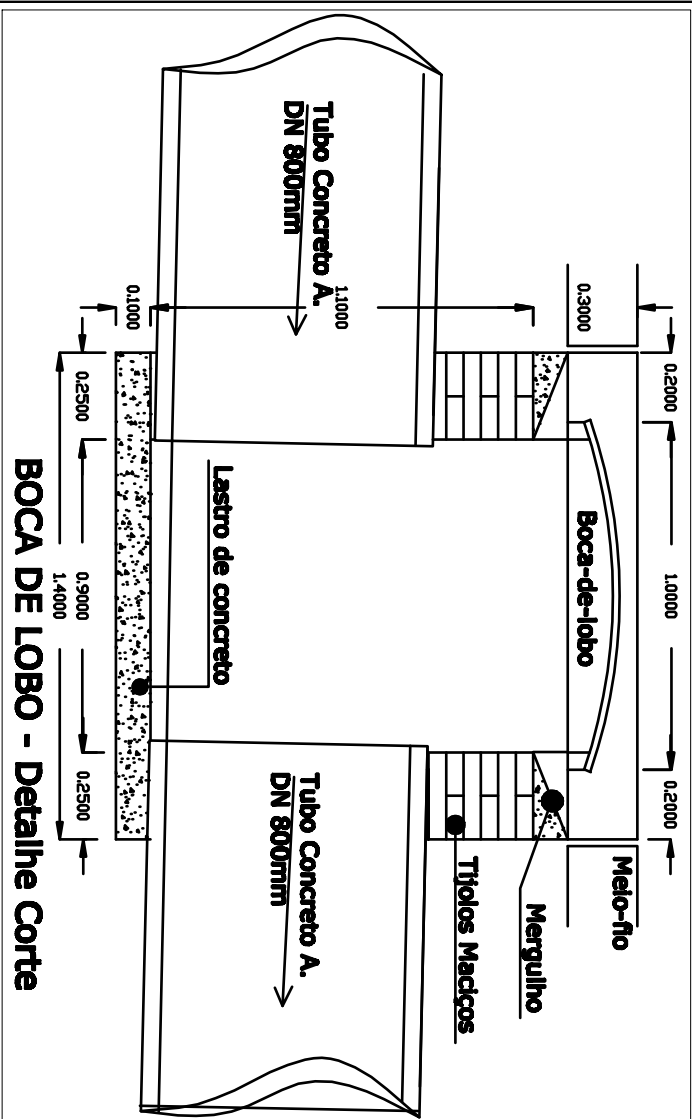 Meio-fio
0.2000
1.0000
0.2000
0.3000
Boca-de-lobo
Mergulho
Tijolos Maciços
1.1000
Tubo Concreto A.
DN 800mm
Tubo Concreto A.
DN 800mm
Lastro de concreto
0.1000
0.2500
0.9000
0.2500
1.4000
BOCA DE LOBO - Detalhe Corte